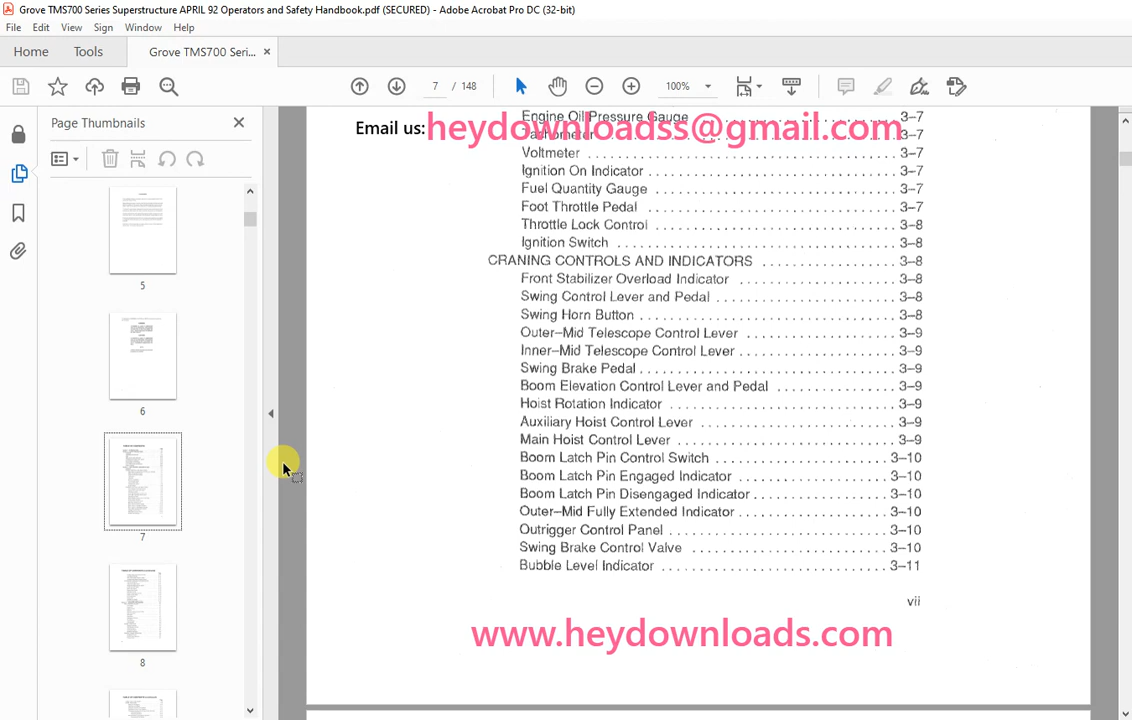 Grove TMS700 Series Superstructure APRIL 92 Operators and Safety Handbook.pdf (SECURED) - Adobe Acrobat Pro DC (32-bit)
File Edit View Sign Window Help
Home Tools Grove TMS700 Seri... ×
7 / 148 100%
Page Thumbnails
5
6
7
8
Email us: heydownloadss@gmail.com
Engine Oil Pressure Gauge 3–7
Tachometer 3–7
Voltmeter 3–7
Ignition On Indicator 3–7
Fuel Quantity Gauge 3–7
Foot Throttle Pedal 3–7
Throttle Lock Control 3–8
Ignition Switch 3–8
CRANING CONTROLS AND INDICATORS 3–8
Front Stabilizer Overload Indicator 3–8
Swing Control Lever and Pedal 3–8
Swing Horn Button 3–8
Outer–Mid Telescope Control Lever 3–9
Inner–Mid Telescope Control Lever 3–9
Swing Brake Pedal 3–9
Boom Elevation Control Lever and Pedal 3–9
Hoist Rotation Indicator 3–9
Auxiliary Hoist Control Lever 3–9
Main Hoist Control Lever 3–9
Boom Latch Pin Control Switch 3–10
Boom Latch Pin Engaged Indicator 3–10
Boom Latch Pin Disengaged Indicator 3–10
Outer–Mid Fully Extended Indicator 3–10
Outrigger Control Panel 3–10
Swing Brake Control Valve 3–10
Bubble Level Indicator 3–11
vii
www.heydownloads.com